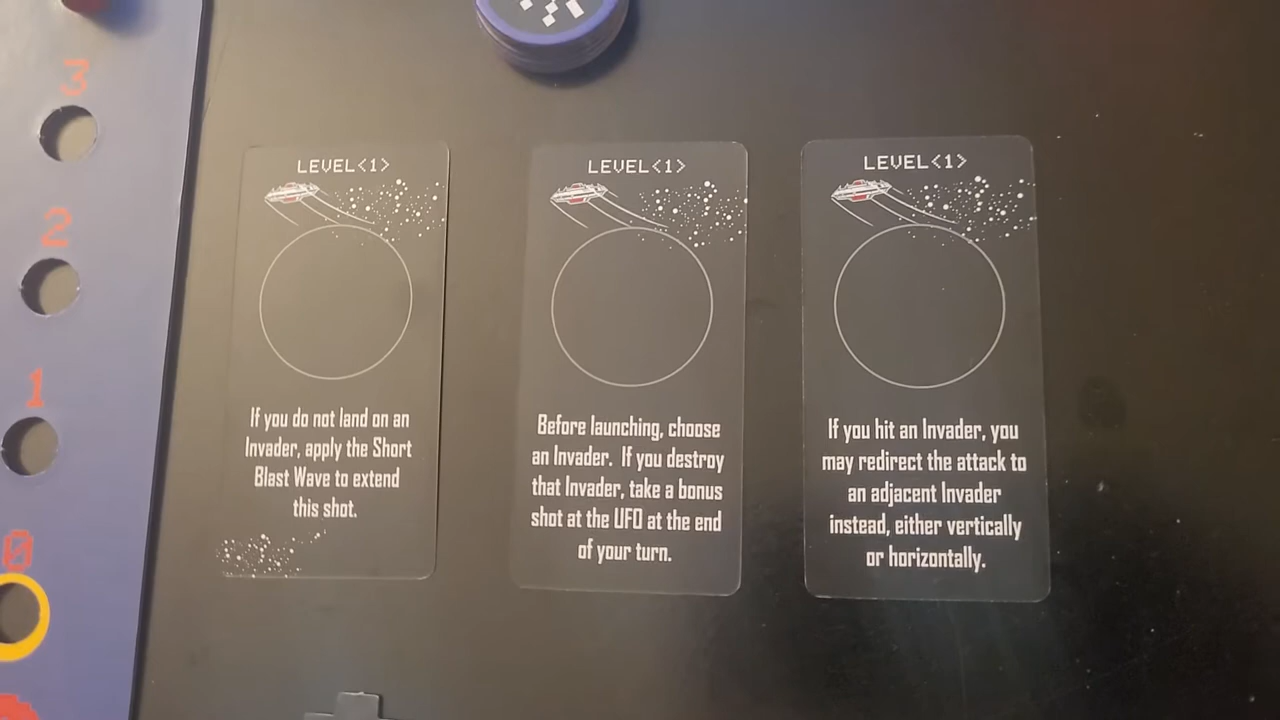 3
2
1
0
LEVEL<1>
If you do not land on an
Invader, apply the Short
Blast Wave to extend
this shot.
LEVEL<1>
Before launching, choose
an Invader. If you destroy
that Invader, take a bonus
shot at the UFO at the end
of your turn.
LEVEL<1>
If you hit an Invader, you
may redirect the attack to
an adjacent Invader
instead, either vertically
or horizontally.